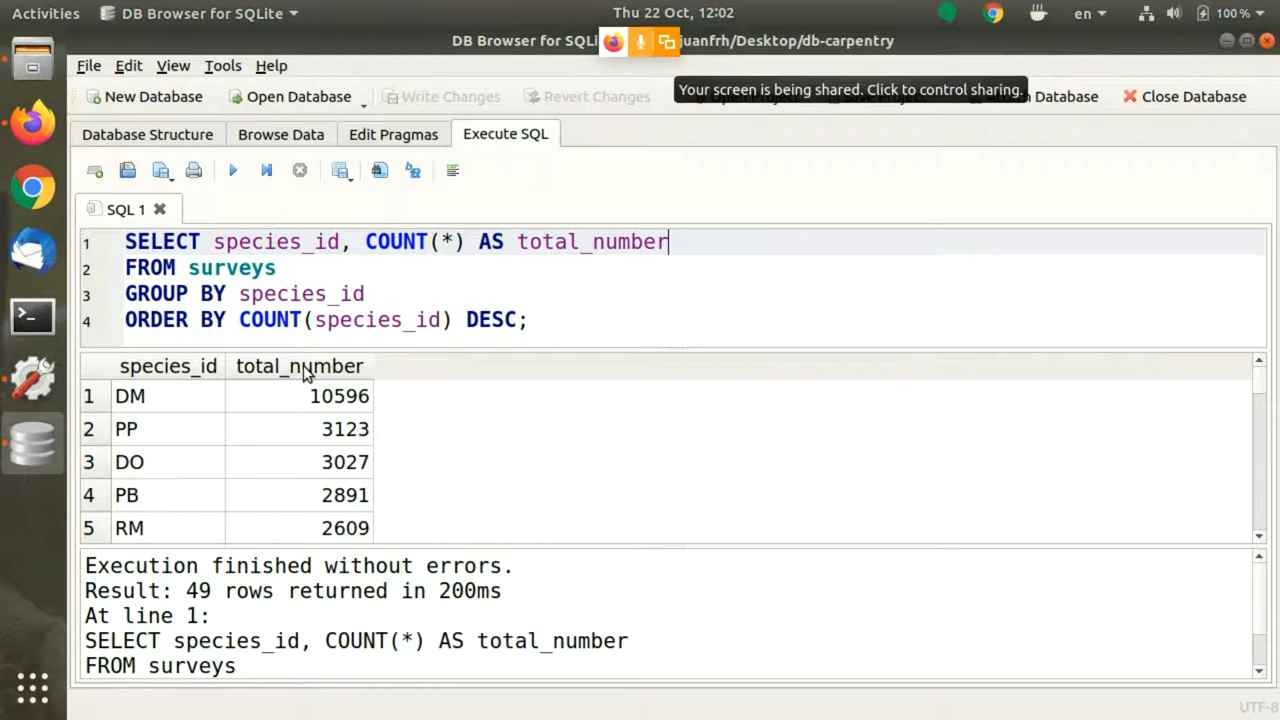 Activities DB Browser for SQLite Thu 22 Oct, 12:02 en 100 %
DB Browser for SQLi juanfrh/Desktop/db-carpentry
File Edit View Tools Help
Your screen is being shared. Click to control sharing.
New Database Open Database Write Changes Revert Changes Database Close Database
Database Structure Browse Data Edit Pragmas Execute SQL
SQL 1
1 SELECT species_id, COUNT(*) AS total_number
2 FROM surveys
3 GROUP BY species_id
4 ORDER BY COUNT(species_id) DESC;
species_id total_number
1 DM 10596
2 PP 3123
3 DO 3027
4 PB 2891
5 RM 2609
Execution finished without errors.
Result: 49 rows returned in 200ms
At line 1:
SELECT species_id, COUNT(*) AS total_number
FROM surveys
UTF-8